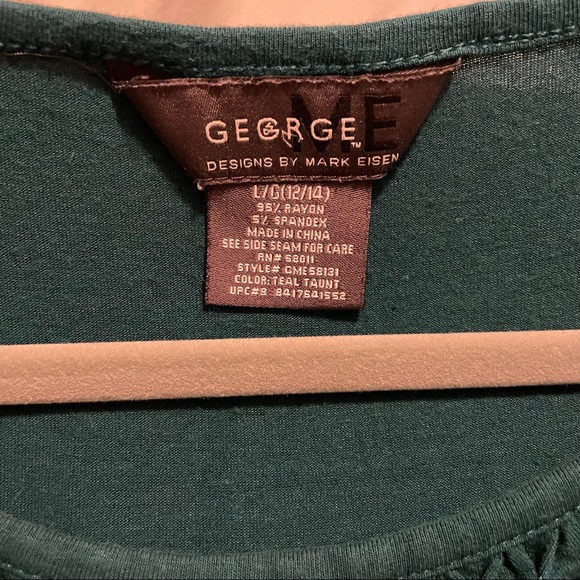 GEORGE ME™
DESIGNS BY MARK EISEN
L/G(12/14)
95% RAYON
5% SPANDEX
MADE IN CHINA
SEE SIDE SEAM FOR CARE
RN# 58011
STYLE# GME58131
COLOR: TEAL TAUNT
UPC#8 8417641552